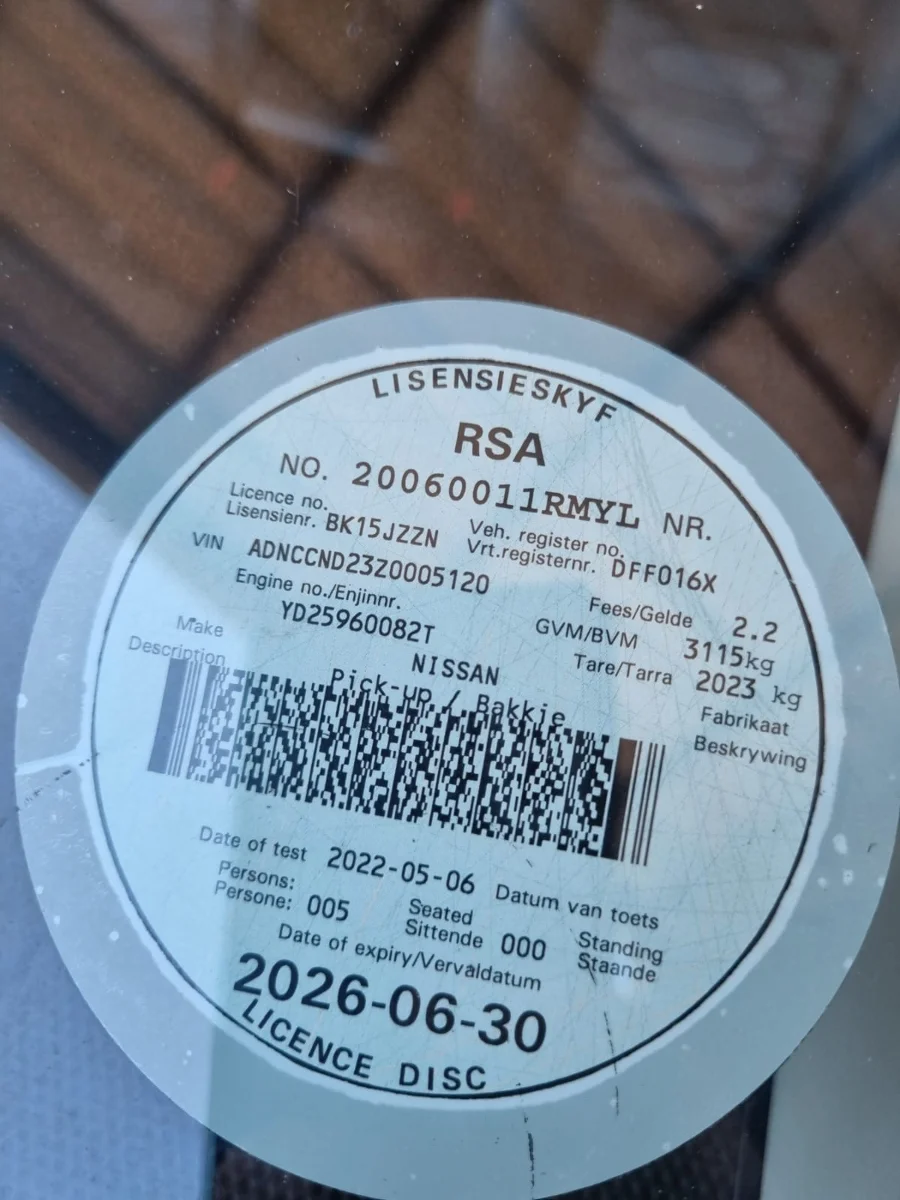 LISENSIESKYF
RSA
NO. 20060011RMYL NR.
Licence no. Veh. register no.
Lisensienr. BK15JZZN Vrt.registernr. DFF016X
VIN ADNCCND23Z0005120 Fees/Gelde 2.2
Engine no./Enjinnr. GVM/BVM 3115kg
YD25960082T Tare/Tarra 2023 kg
Make NISSAN Fabrikaat
Description Pick-up / Bakkie Beskrywing
Date of test 2022-05-06 Datum van toets
Persons: Seated Standing
Persone: 005 Sittende 000 Staande
Date of expiry/Vervaldatum
2026-06-30
LICENCE DISC